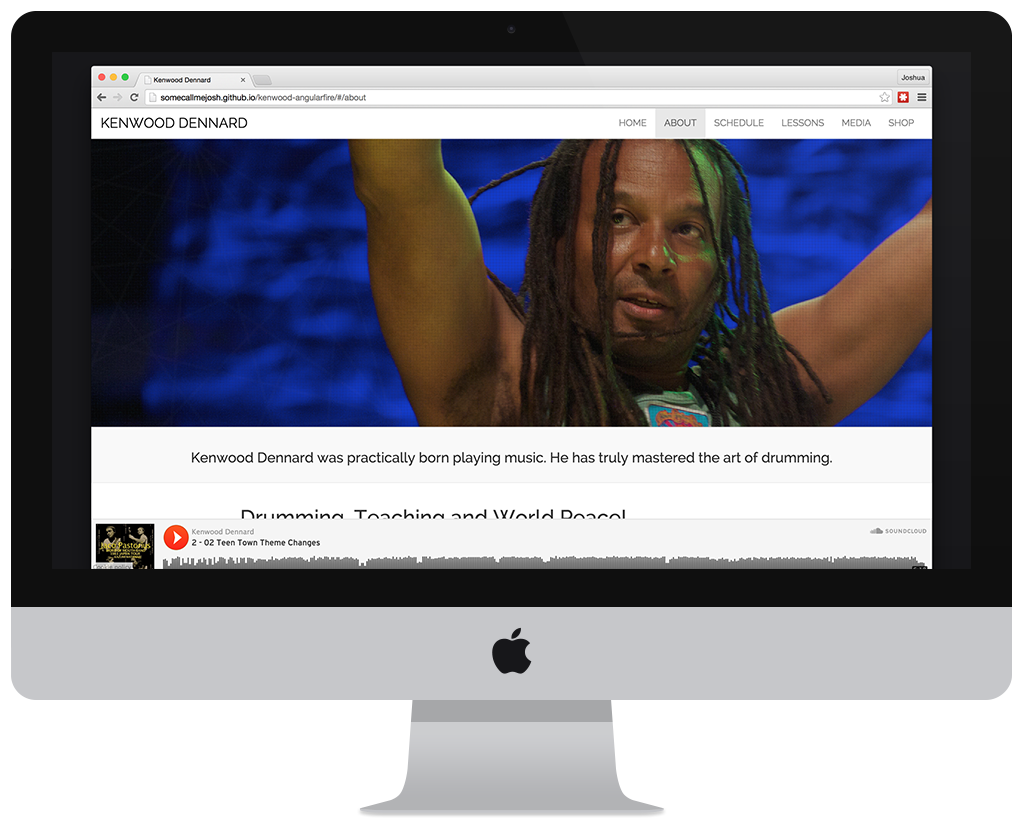 Kenwood Dennard
Joshua
somecallmejosh.github.io/kenwood-angularfire/#/about
KENWOOD DENNARD
HOME ABOUT SCHEDULE LESSONS MEDIA SHOP
Kenwood Dennard was practically born playing music. He has truly mastered the art of drumming.
Drumming, Teaching and World Peace!
Kenwood Dennard
SOUNDCLOUD
2 - 02 Teen Town Theme Changes